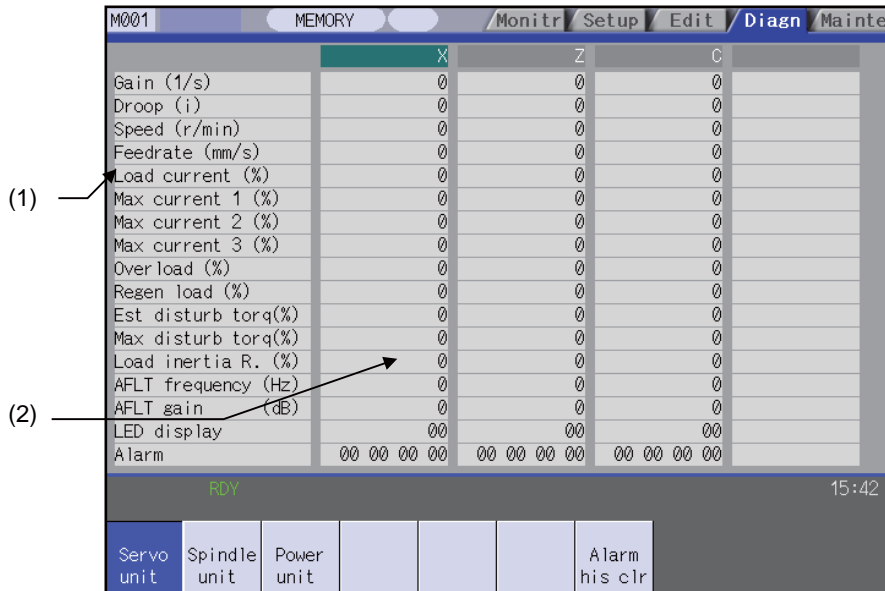 M001 MEMORY Monitr Setup Edit Diagn Mainte
X Z C
Gain (1/s) 0 0 0
Droop (i) 0 0 0
Speed (r/min) 0 0 0
Feedrate (mm/s) 0 0 0
(1) Load current (%) 0 0 0
Max current 1 (%) 0 0 0
Max current 2 (%) 0 0 0
Max current 3 (%) 0 0 0
Overload (%) 0 0 0
Regen load (%) 0 0 0
Est disturb torq(%) 0 0 0
Max disturb torq(%) 0 0 0
Load inertia R. (%) 0 0 0
AFLT frequency (Hz) 0 0 0
(2) AFLT gain (dB) 0 0 0
LED display 00 00 00
Alarm 00 00 00 00 00 00 00 00 00 00 00 00
RDY 15:42
Servo Spindle Power Alarm
unit unit unit his clr